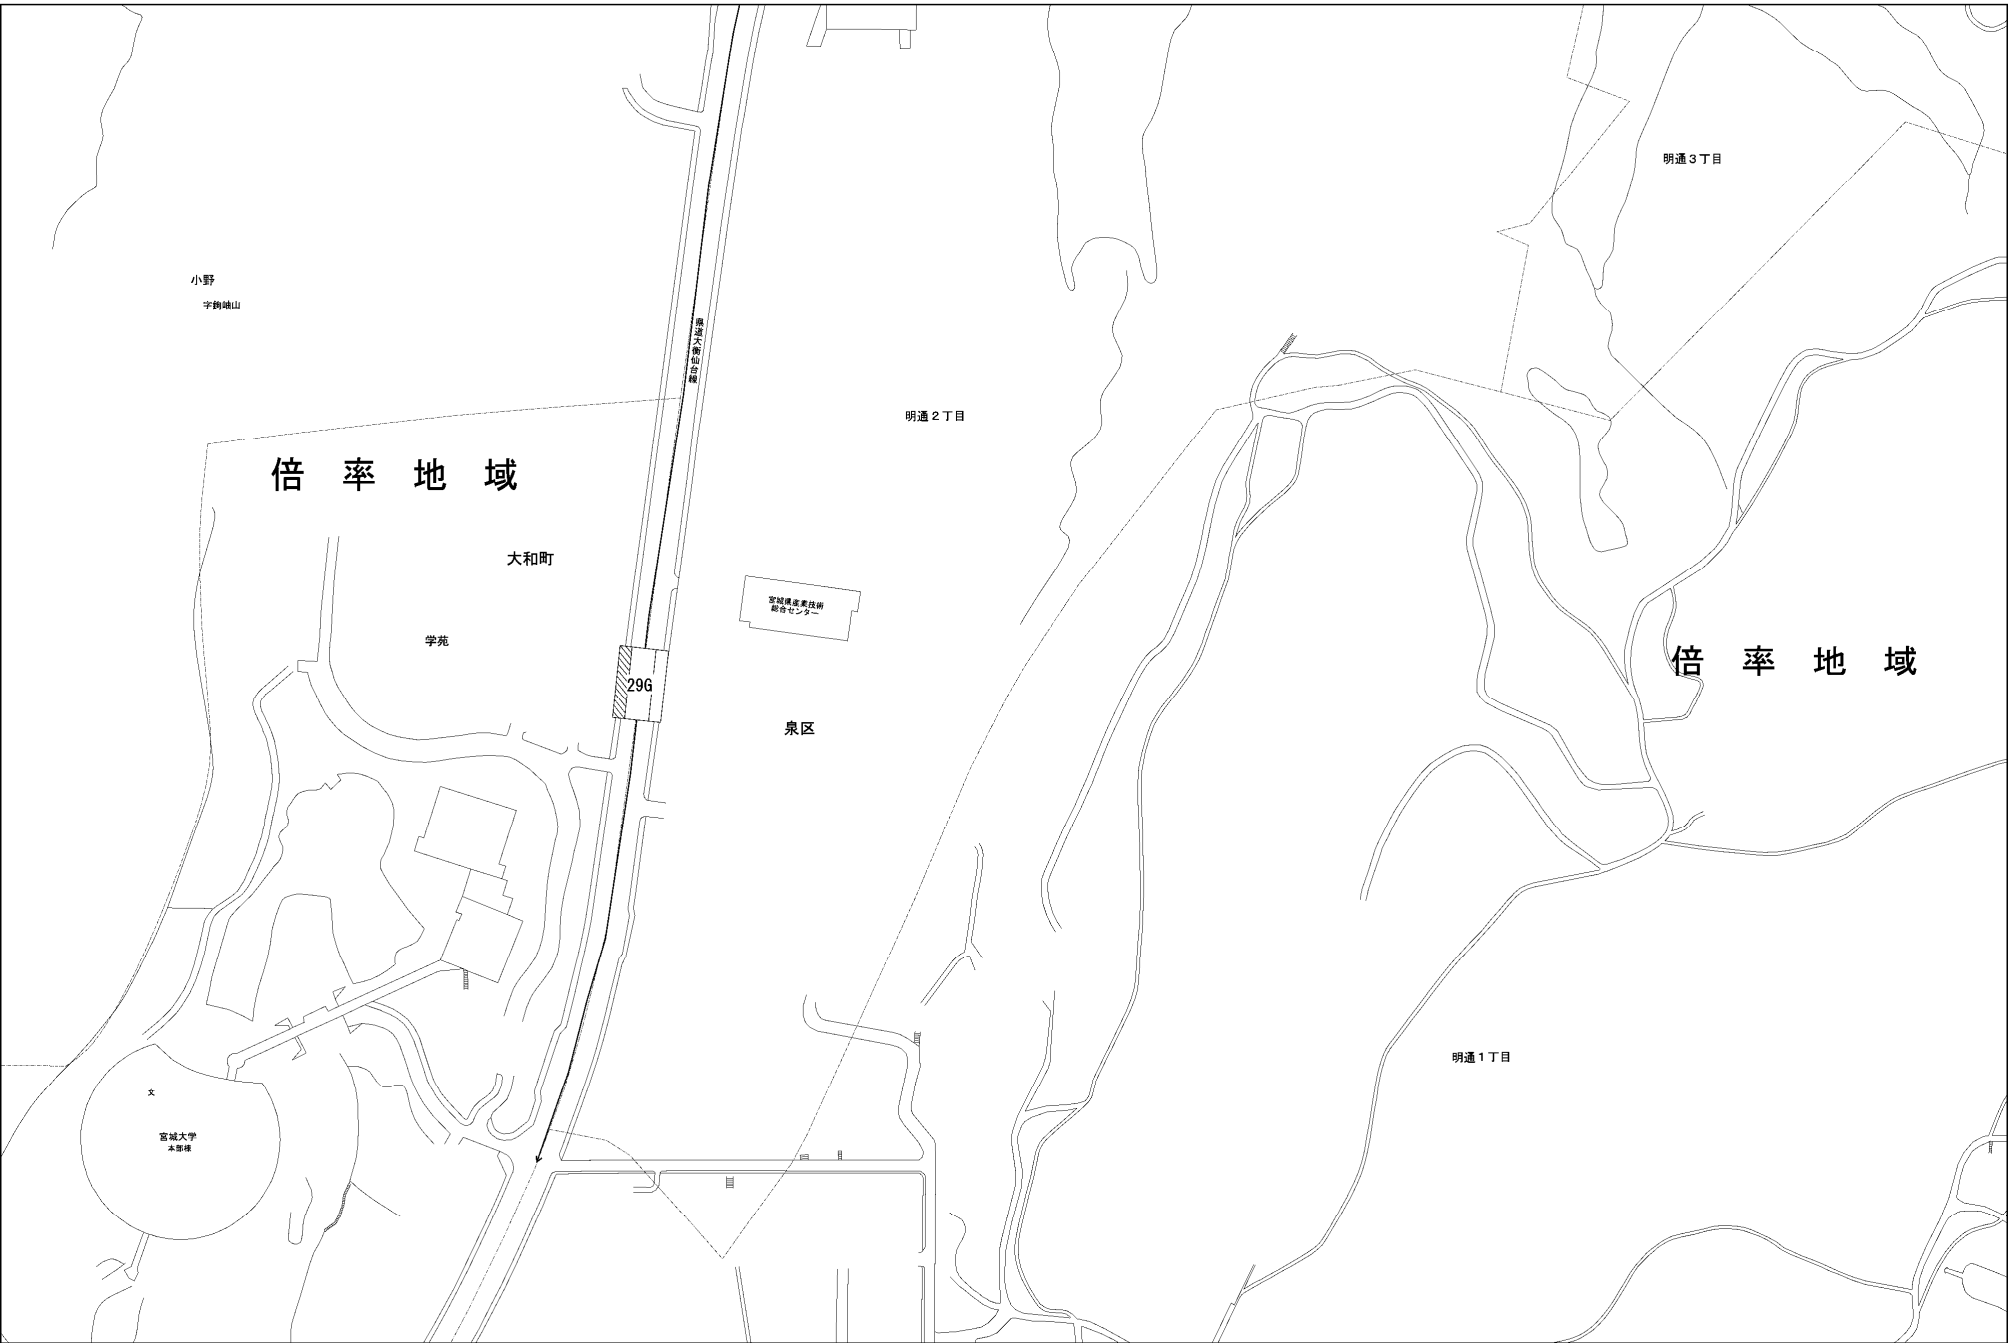 明通３丁目
小野
字鉤岫山
県道大衡仙台線
明通２丁目
倍率地域
大和町
宮城県産業技術
総合センター
学苑
倍率地域
29G
泉区
明通１丁目
文
宮城大学
本部棟